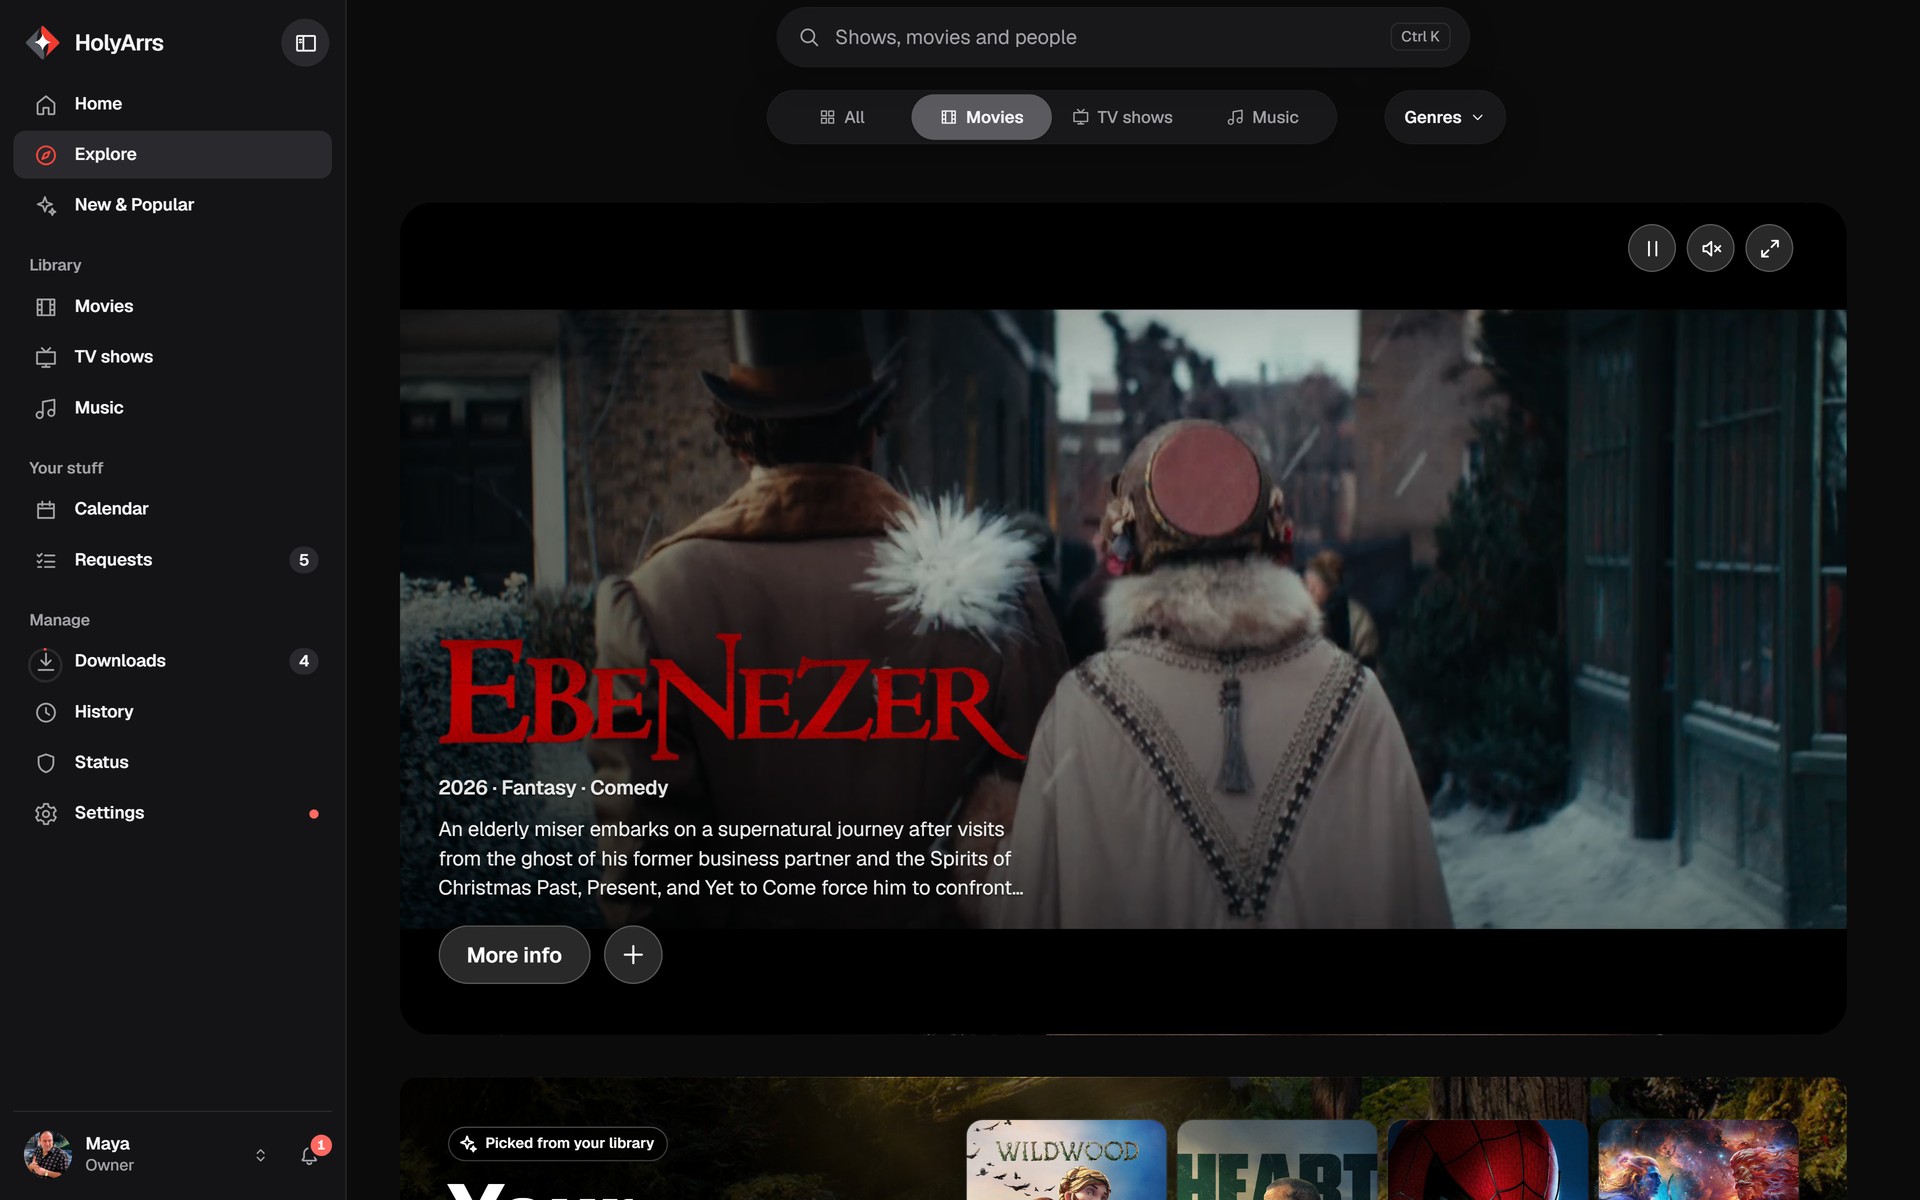 HolyArrs
Home
Explore
New & Popular
Library
Movies
TV shows
Music
Your stuff
Calendar
Requests
5
Manage
Downloads
4
History
Status
Settings
Maya
Owner
1
Shows, movies and people
Ctrl K
All
Movies
TV shows
Music
Genres
EBENEZER
2026 · Fantasy · Comedy
An elderly miser embarks on a supernatural journey after visits
from the ghost of his former business partner and the Spirits of
Christmas Past, Present, and Yet to Come force him to confront...
More info
Picked from your library
WILDWOOD
HEART